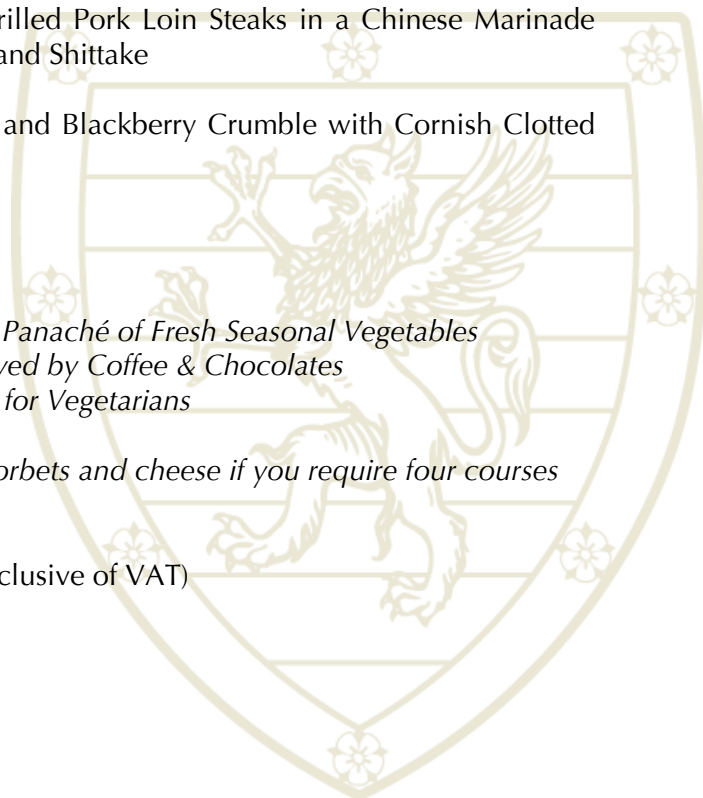 rilled Pork Loin Steaks in a Chinese Marinade
and Shittake
and Blackberry Crumble with Cornish Clotted
Panaché of Fresh Seasonal Vegetables
ved by Coffee & Chocolates
for Vegetarians
orbets and cheese if you require four courses
clusive of VAT)